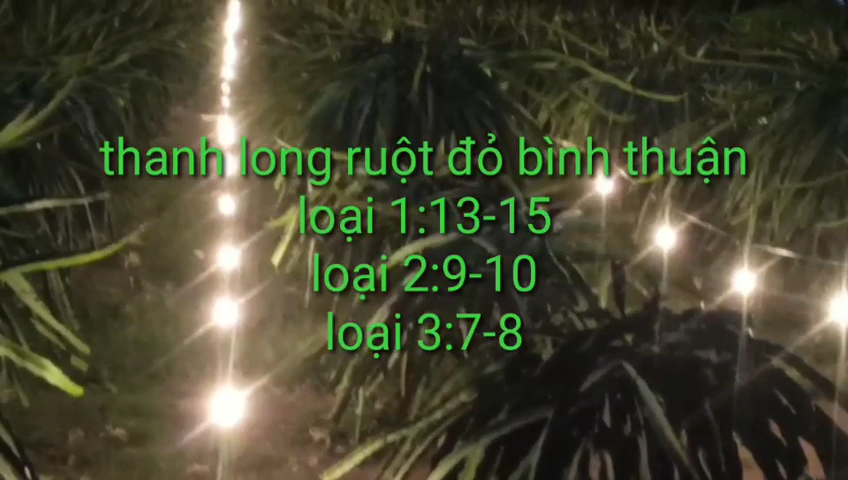 thanh long ruột đỏ bình thuận
loại 1:13-15
loại 2:9-10
loại 3:7-8